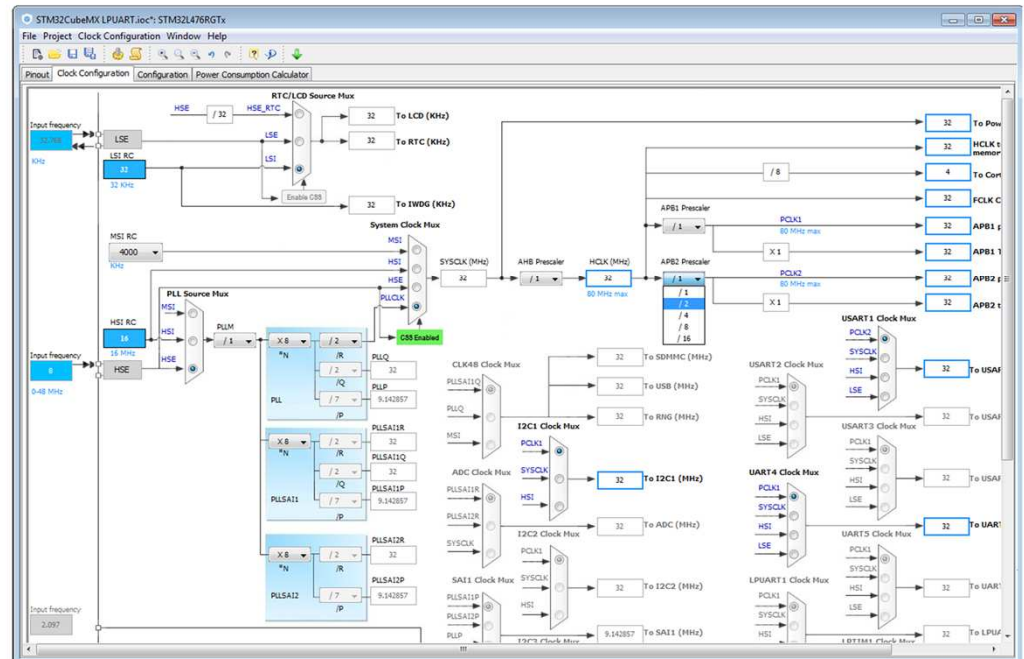 STM32CubeMX LPUART.ioc*: STM32L476RGTx
File Project Clock Configuration Window Help
Pinout Clock Configuration Configuration Power Consumption Calculator
RTC/LCD Source Mux
HSE / 32 HSE_RTC 32 To LCD (KHz)
Input frequency
32.768 LSE LSE 32 To RTC (KHz)
KHz
LSI RC LSI
32
32 KHz
Enable CSS
32 To IWDG (KHz)
32 To Pow
32 HCLK t
memor
/ 8 4 To Cort
32 FCLK C
APB1 Prescaler
/ 1 PCLK1 32 APB1 p
80 MHz max
X 1 32 APB1 T
System Clock Mux
MSI RC MSI
4000 HSI
KHz HSE
PLLCLK
SYSCLK (MHz) AHB Prescaler HCLK (MHz) APB2 Prescaler
32 / 1 32 / 1 PCLK2 32 APB2 p
80 MHz max 80 MHz max
/ 1
/ 2
/ 4
/ 8
/ 16
X 1 32 APB2 t
CSS Enabled
PLL Source Mux
MSI
HSI RC HSI PLLM
16 / 1
16 MHz
Input frequency HSE HSE
8
0-48 MHz
X 8 / 2
*N /R
/ 2 PLLQ
/Q 32
PLLP
PLL / 7 9.142857
/P
X 8 / 2 PLLSAI1R
*N /R 32
/ 2 PLLSAI1Q
/Q 32
PLLSAI1P
PLLSAI1 / 7 9.142857
/P
X 8 / 2 PLLSAI2R
*N /R 32
PLLSAI2P
PLLSAI2 / 7 9.142857
/P
Input frequency
2.097
CLK48 Clock Mux
PLLSAI1Q
PLLQ
MSI
32 To SDMMC (MHz)
32 To USB (MHz)
32 To RNG (MHz)
I2C1 Clock Mux
PCLK1
SYSCLK
HSI
32 To I2C1 (MHz)
ADC Clock Mux
PLLSAI1R
PLLSAI2R
SYSCLK
32 To ADC (MHz)
I2C2 Clock Mux
PCLK1
SYSCLK
HSI
32 To I2C2 (MHz)
SAI1 Clock Mux
PLLSAI1P
PLLSAI2P
PLLP
9.142857 To SAI1 (MHz)
I2C3 Clock Mux
USART1 Clock Mux
PCLK2
SYSCLK
HSI
LSE
32 To USAR
USART2 Clock Mux
PCLK1
SYSCLK
HSI
LSE
32 To USAR
USART3 Clock Mux
PCLK1
SYSCLK
HSI
LSE
32 To USAR
UART4 Clock Mux
PCLK1
SYSCLK
HSI
LSE
32 To UART
UART5 Clock Mux
PCLK1
SYSCLK
HSI
LSE
32 To UART
LPUART1 Clock Mux
PCLK1
SYSCLK
HSI
32 To LPUA
LPTIM1 Clock Mux